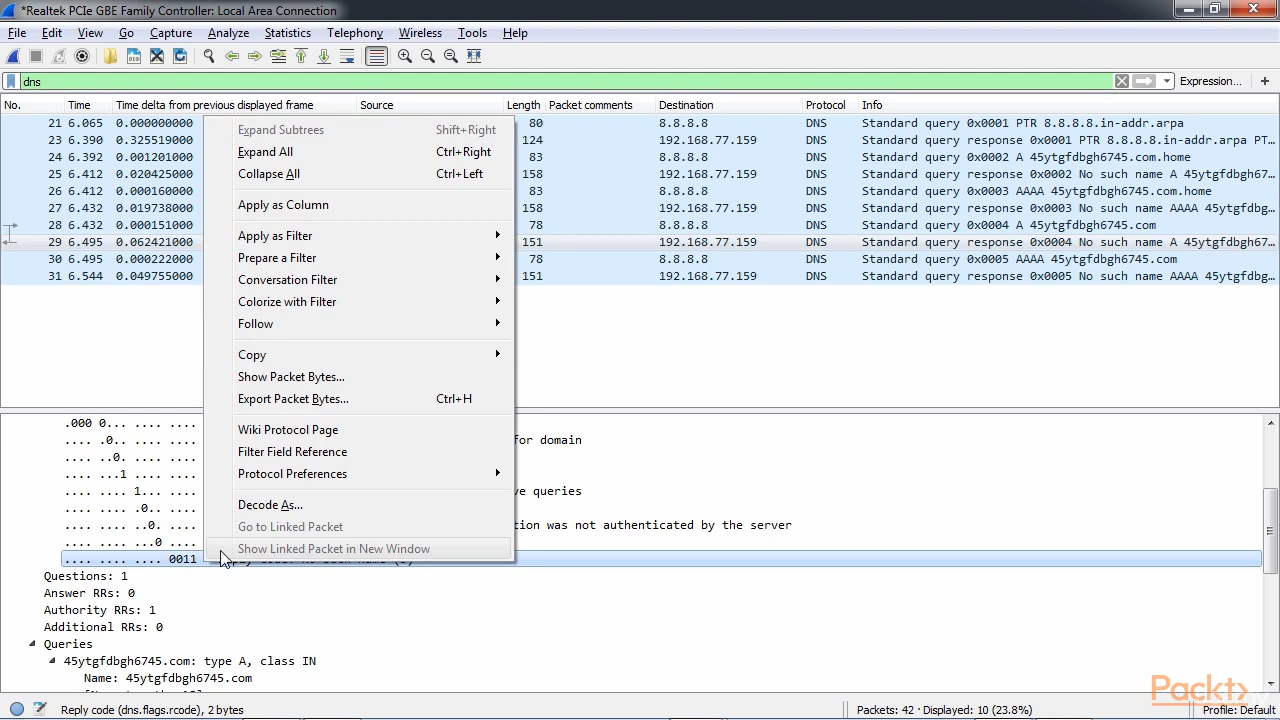 *Realtek PCIe GBE Family Controller: Local Area Connection
File Edit View Go Capture Analyze Statistics Telephony Wireless Tools Help
dns Expression... +
No. Time Time delta from previous displayed frame Source Length Packet comments Destination Protocol Info
21 6.065 0.000000000 80 8.8.8.8 DNS Standard query 0x0001 PTR 8.8.8.8.in-addr.arpa
23 6.390 0.325519000 124 192.168.77.159 DNS Standard query response 0x0001 PTR 8.8.8.8.in-addr.arpa PT…
24 6.392 0.001201000 83 8.8.8.8 DNS Standard query 0x0002 A 45ytgfdbgh6745.com.home
25 6.412 0.020425000 158 192.168.77.159 DNS Standard query response 0x0002 No such name A 45ytgfdbgh67…
26 6.412 0.000160000 83 8.8.8.8 DNS Standard query 0x0003 AAAA 45ytgfdbgh6745.com.home
27 6.432 0.019738000 158 192.168.77.159 DNS Standard query response 0x0003 No such name AAAA 45ytgfdbg…
28 6.432 0.000151000 78 8.8.8.8 DNS Standard query 0x0004 A 45ytgfdbgh6745.com
29 6.495 0.062421000 151 192.168.77.159 DNS Standard query response 0x0004 No such name A 45ytgfdbgh67…
30 6.495 0.000222000 78 8.8.8.8 DNS Standard query 0x0005 AAAA 45ytgfdbgh6745.com
31 6.544 0.049755000 151 192.168.77.159 DNS Standard query response 0x0005 No such name AAAA 45ytgfdbg…
Expand Subtrees Shift+Right
Expand All Ctrl+Right
Collapse All Ctrl+Left
Apply as Column
Apply as Filter
Prepare a Filter
Conversation Filter
Colorize with Filter
Follow
Copy
Show Packet Bytes...
Export Packet Bytes... Ctrl+H
Wiki Protocol Page
Filter Field Reference
Protocol Preferences
Decode As...
Go to Linked Packet
Show Linked Packet in New Window
.000 0... .... ....
.... .0.. .... .... for domain
.... ..0. .... ....
.... ...1 .... ....
.... .... 1... .... ve queries
.... .... .0.. ....
.... .... ..0. .... tion was not authenticated by the server
.... .... ...0 ....
.... .... .... 0011
Questions: 1
Answer RRs: 0
Authority RRs: 1
Additional RRs: 0
Queries
45ytgfdbgh6745.com: type A, class IN
Name: 45ytgfdbgh6745.com
Packt
Reply code (dns.flags.rcode), 2 bytes Packets: 42 · Displayed: 10 (23.8%) Profile: Default